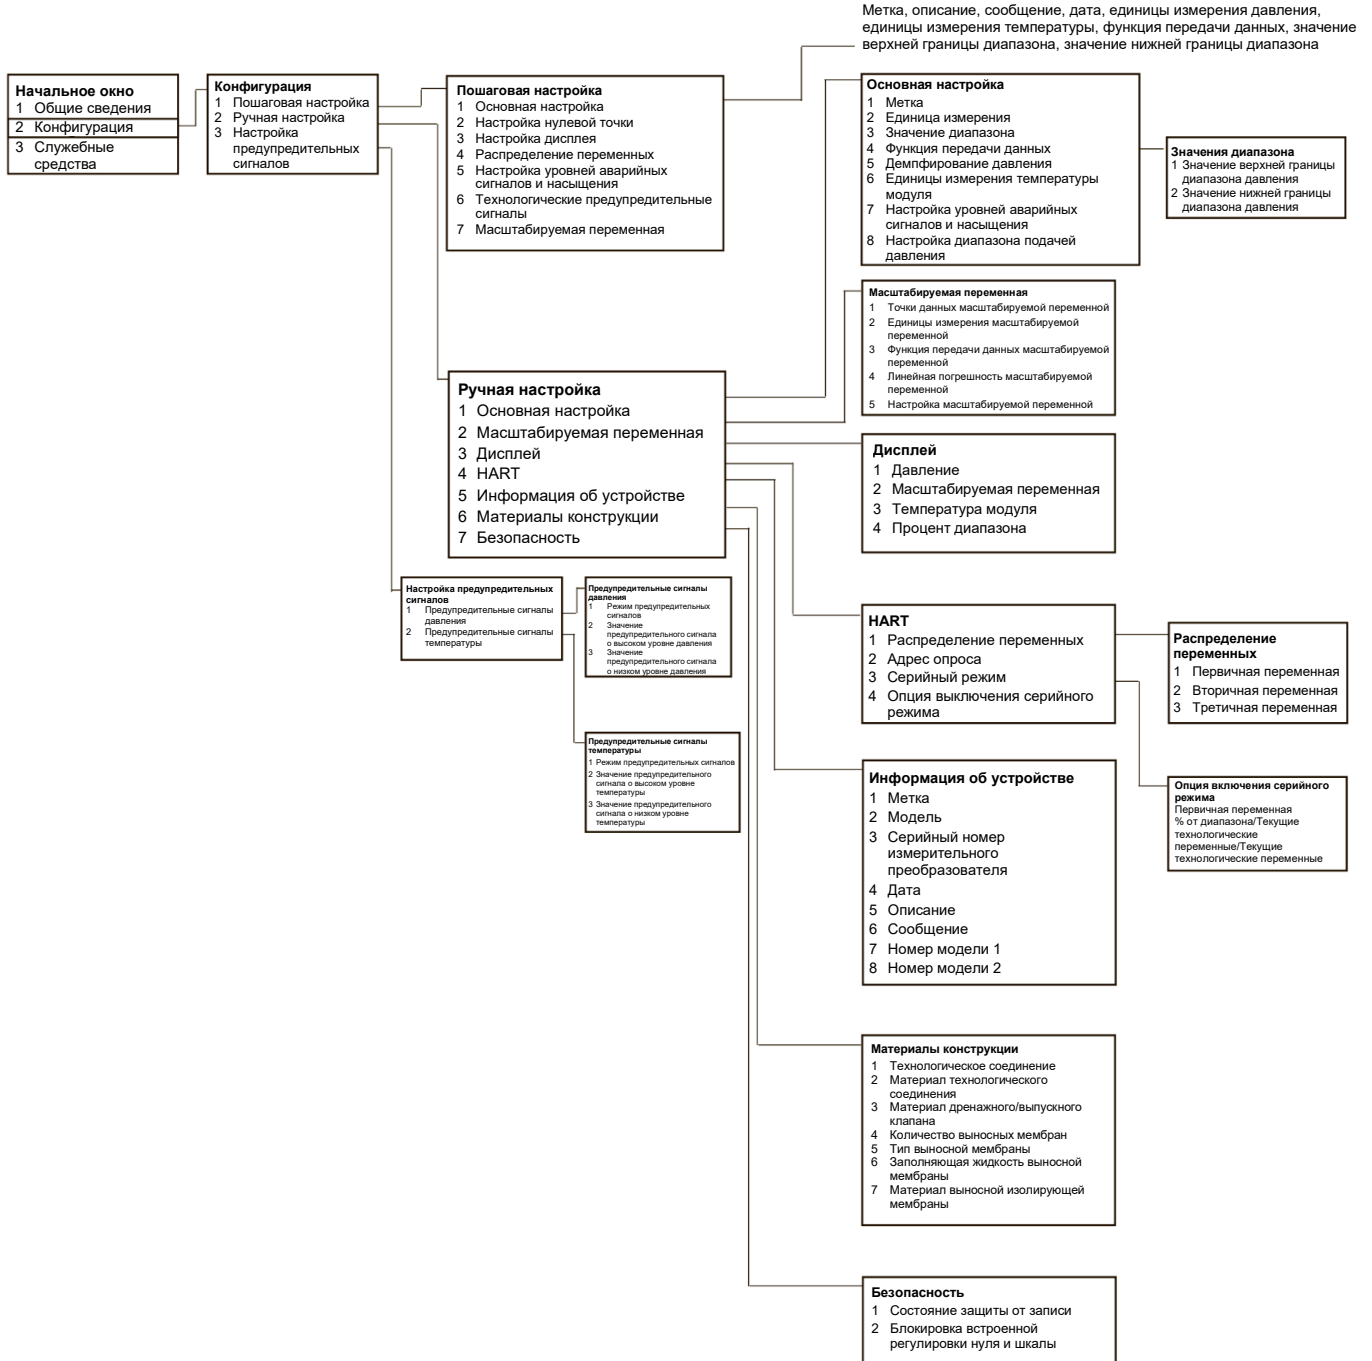 Метка, описание, сообщение, дата, единицы измерения давления,
единицы измерения температуры, функция передачи данных, значение
верхней границы диапазона, значение нижней границы диапазона
Начальное окно
1 Общие сведения
2 Конфигурация
3 Служебные
средства
Конфигурация
1 Пошаговая настройка
2 Ручная настройка
3 Настройка
предупредительных
сигналов
Пошаговая настройка
1 Основная настройка
2 Настройка нулевой точки
3 Настройка дисплея
4 Распределение переменных
5 Настройка уровней аварийных
сигналов и насыщения
6 Технологические предупредительные
сигналы
7 Масштабируемая переменная
Основная настройка
1 Метка
2 Единица измерения
3 Значение диапазона
4 Функция передачи данных
5 Демпфирование давления
6 Единицы измерения температуры
модуля
7 Настройка уровней аварийных
сигналов и насыщения
8 Настройка диапазона подачей
давления
Значения диапазона
1 Значение верхней границы
диапазона давления
2 Значение нижней границы
диапазона давления
Масштабируемая переменная
1 Точки данных масштабируемой переменной
2 Единицы измерения масштабируемой
переменной
3 Функция передачи данных масштабируемой
переменной
4 Линейная погрешность масштабируемой
переменной
5 Настройка масштабируемой переменной
Ручная настройка
1 Основная настройка
2 Масштабируемая переменная
3 Дисплей
4 HART
5 Информация об устройстве
6 Материалы конструкции
7 Безопасность
Дисплей
1 Давление
2 Масштабируемая переменная
3 Температура модуля
4 Процент диапазона
Настройка предупредительных
сигналов
1 Предупредительные сигналы
давления
2 Предупредительные сигналы
температуры
Предупредительные сигналы
давления
1 Режим предупредительных
сигналов
2 Значение
предупредительного сигнала
о высоком уровне давления
3 Значение
предупредительного сигнала
о низком уровне давления
HART
1 Распределение переменных
2 Адрес опроса
3 Серийный режим
4 Опция выключения серийного
режима
Распределение
переменных
1 Первичная переменная
2 Вторичная переменная
3 Третичная переменная
Предупредительные сигналы
температуры
1 Режим предупредительных сигналов
2 Значение предупредительного
сигнала о высоком уровне
температуры
3 Значение предупредительного
сигнала о низком уровне
температуры
Информация об устройстве
1 Метка
2 Модель
3 Серийный номер
измерительного
преобразователя
4 Дата
5 Описание
6 Сообщение
7 Номер модели 1
8 Номер модели 2
Опция включения серийного
режима
Первичная переменная
% от диапазона/Текущие
технологические
переменные/Текущие
технологические переменные
Материалы конструкции
1 Технологическое соединение
2 Материал технологического
соединения
3 Материал дренажного/выпускного
клапана
4 Количество выносных мембран
5 Тип выносной мембраны
6 Заполняющая жидкость выносной
мембраны
7 Материал выносной изолирующей
мембраны
Безопасность
1 Состояние защиты от записи
2 Блокировка встроенной
регулировки нуля и шкалы